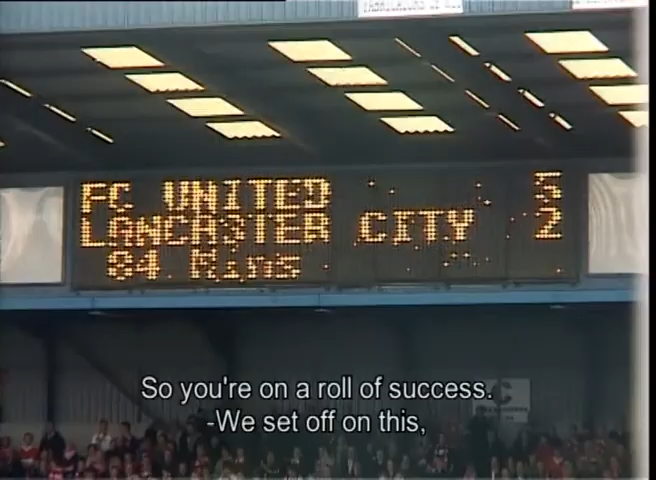 FC UNITED 5
LANCASTER CITY 2
84 Mins
So you're on a roll of success.
-We set off on this,